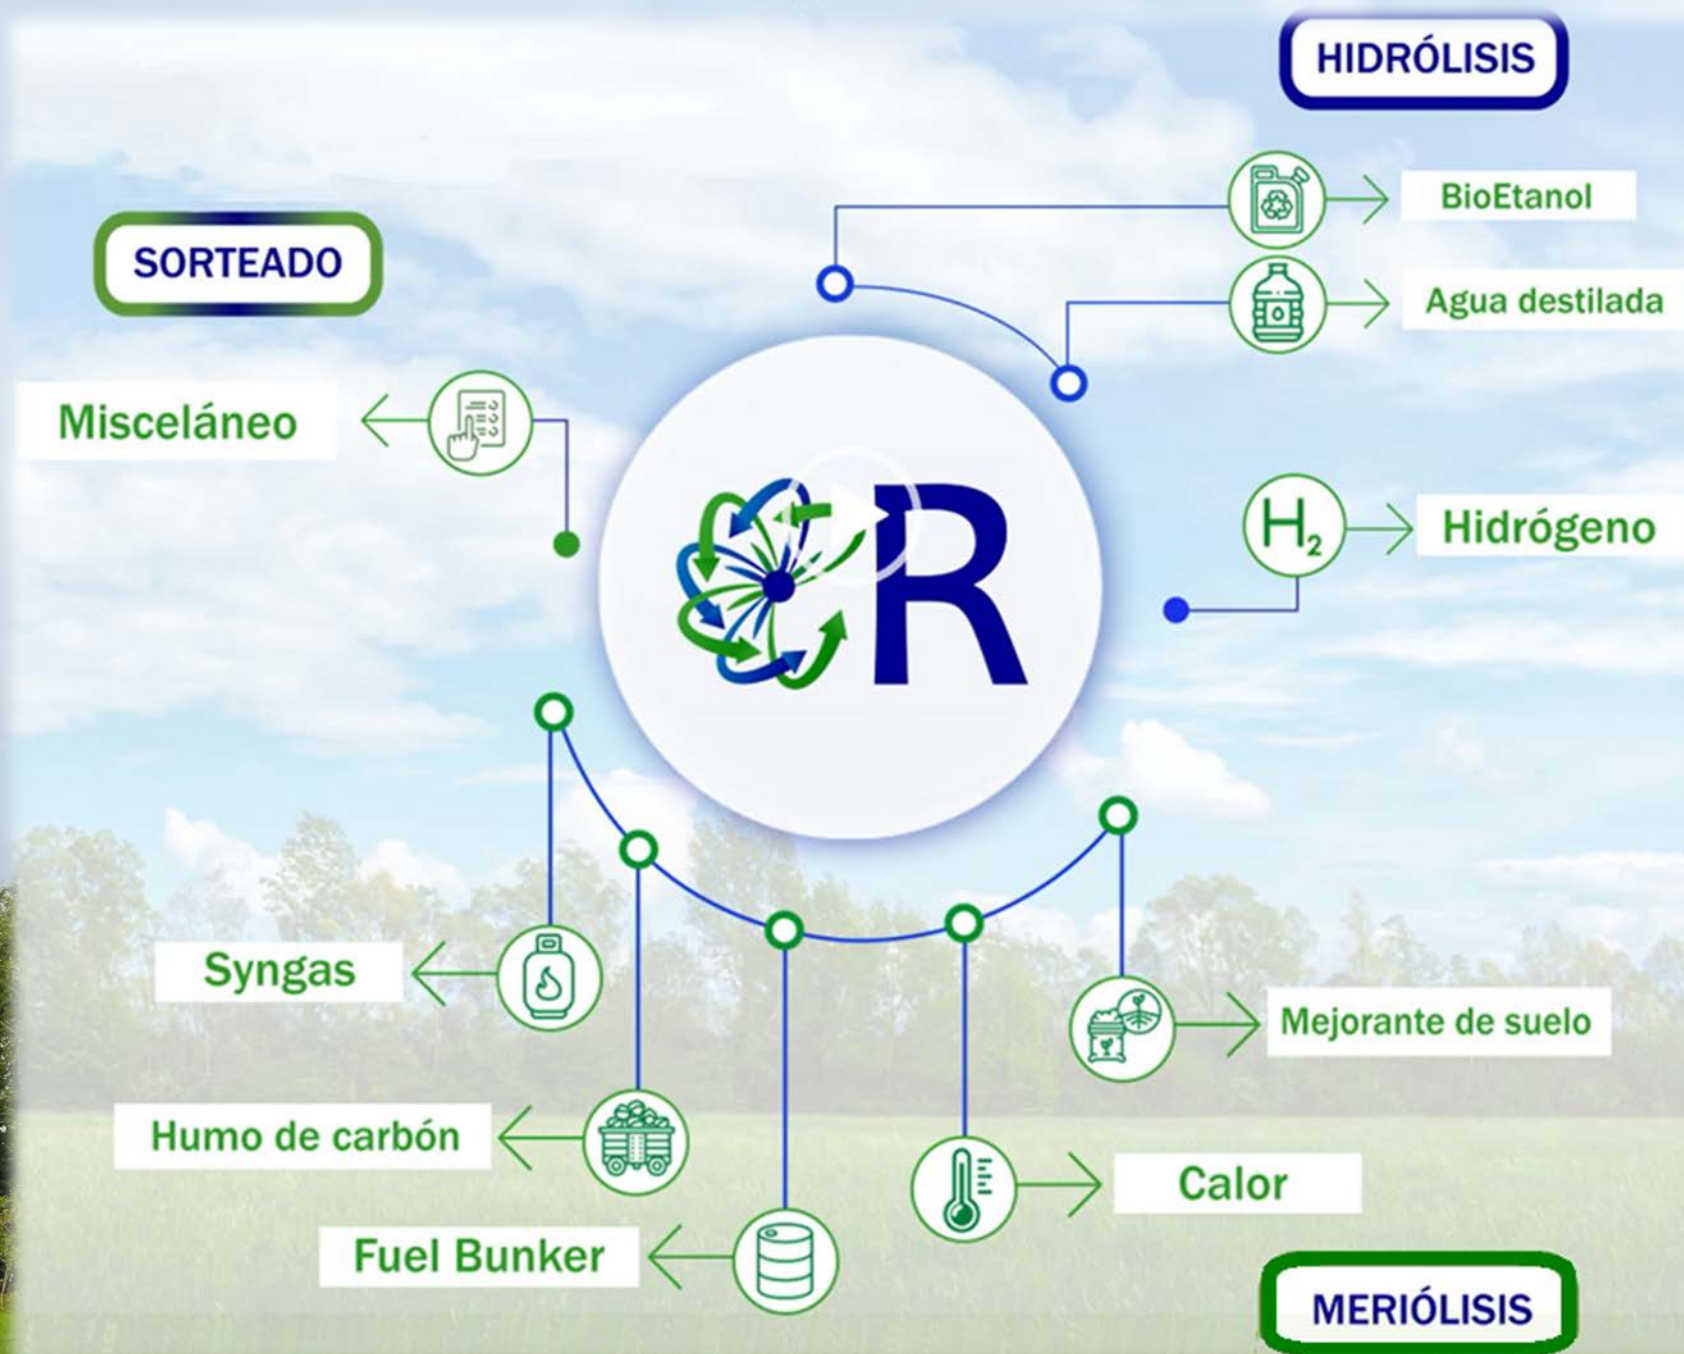 HIDRÓLISIS
BioEtanol
SORTEADO
Agua destilada
Misceláneo
R
H2
Hidrógeno
Syngas
Mejorante de suelo
Humo de carbón
Calor
Fuel Bunker
MERIÓLISIS